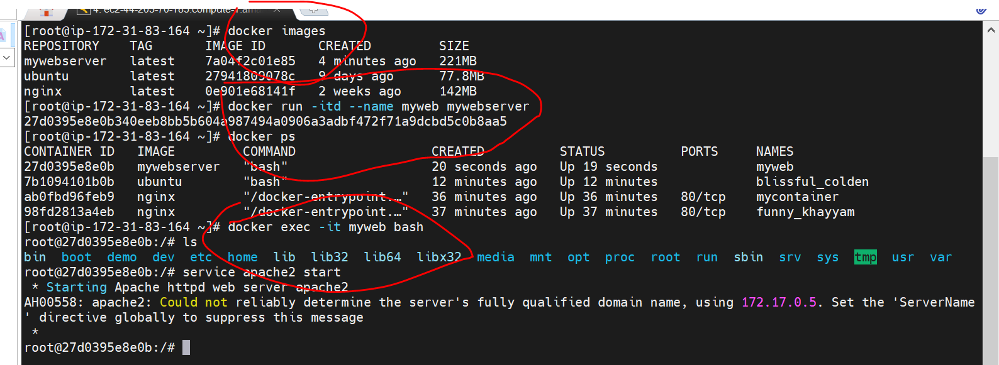 4. ec2-44-203-70-185.compute-1.ama
[root@ip-172-31-83-164 ~]# docker images
REPOSITORY TAG IMAGE ID CREATED SIZE
mywebserver latest 7a04f2c01e85 4 minutes ago 221MB
ubuntu latest 27941809078c 9 days ago 77.8MB
nginx latest 0e901e68141f 2 weeks ago 142MB
[root@ip-172-31-83-164 ~]# docker run -itd --name myweb mywebserver
27d0395e8e0b340eeb8bb5b604a987494a0906a3adbf472f71a9dcbd5c0b8aa5
[root@ip-172-31-83-164 ~]# docker ps
CONTAINER ID IMAGE COMMAND CREATED STATUS PORTS NAMES
27d0395e8e0b mywebserver "bash" 20 seconds ago Up 19 seconds myweb
7b1094101b0b ubuntu "bash" 12 minutes ago Up 12 minutes blissful_colden
ab0fbd96feb9 nginx "/docker-entrypoint.…" 36 minutes ago Up 36 minutes 80/tcp mycontainer
98fd2813a4eb nginx "/docker-entrypoint.…" 37 minutes ago Up 37 minutes 80/tcp funny_khayyam
[root@ip-172-31-83-164 ~]# docker exec -it myweb bash
root@27d0395e8e0b:/# ls
bin boot demo dev etc home lib lib32 lib64 libx32 media mnt opt proc root run sbin srv sys tmp usr var
root@27d0395e8e0b:/# service apache2 start
* Starting Apache httpd web server apache2
AH00558: apache2: Could not reliably determine the server's fully qualified domain name, using 172.17.0.5. Set the 'ServerName
' directive globally to suppress this message
*
root@27d0395e8e0b:/#